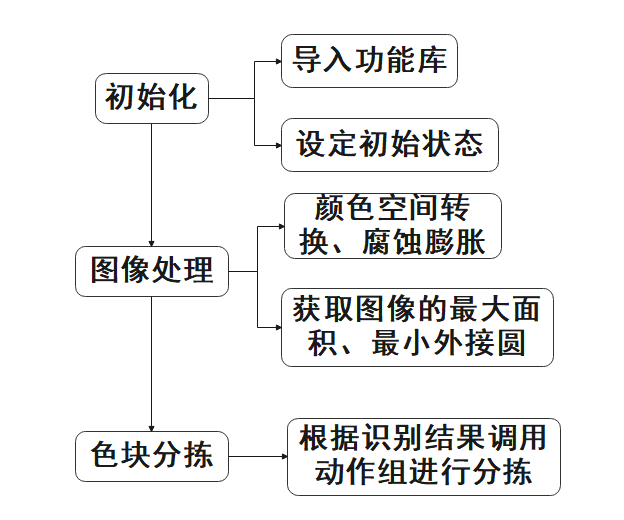 初始化
导入功能库
设定初始状态
图像处理
颜色空间转
换、腐蚀膨胀
获取图像的最大面
积、最小外接圆
色块分拣
根据识别结果调用
动作组进行分拣